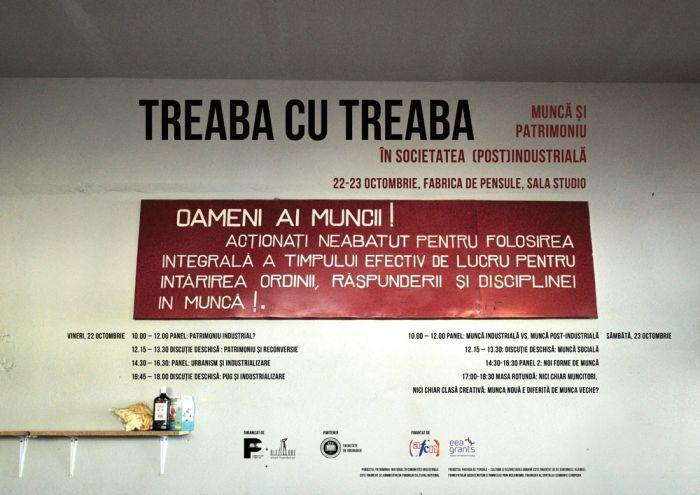 TREABA CU TREABA
MUNCĂ ȘI
PATRIMONIU
ÎN SOCIETATEA (POST)INDUSTRIALĂ
22-23 OCTOMBRIE, FABRICA DE PENSULE, SALA STUDIO
OAMENI AI MUNCII!
ACTIONAȚI NEABATUT PENTRU FOLOSIREA
INTEGRALĂ A TIMPULUI EFECTIV DE LUCRU PENTRU
INTĂRIREA ORDINII, RĂSPUNDERII ȘI DISCIPLINEI
IN MUNCĂ!.
VINERI, 22 OCTOMBRIE 10.00 – 12.00 PANEL: PATRIMONIU INDUSTRIAL?
12.15 – 13.30 DISCUȚIE DESCHISĂ: PATRIMONIU ȘI RECONVERSIE
14.30 – 16.30: PANEL: URBANISM ȘI INDUSTRIALIZARE
16:45 – 18.00 DISCUȚIE DESCHISĂ: PUG ȘI INDUSTRIALIZARE
10.00 – 12.00 PANEL: MUNCĂ INDUSTRIALĂ VS. MUNCĂ POST-INDUSTRIALĂ SÂMBĂTĂ, 23 OCTOMBRIE
12.15 – 13.30: DISCUȚIE DESCHISĂ: MUNCĂ SOCIALĂ
14:30-16:30 PANEL 2: NOI FORME DE MUNCĂ
17:00-18:30 MASA ROTUNDĂ: NICI CHIAR MUNCITORI,
NICI CHIAR CLASĂ CREATIVĂ: MUNCA NOUĂ E DIFERITĂ DE MUNCA VECHE?
ORGANIZAT DE
PARTENER
FINANȚAT DE
FACULTATE
DE SOCIOLOGIE
afcn
eea
grants